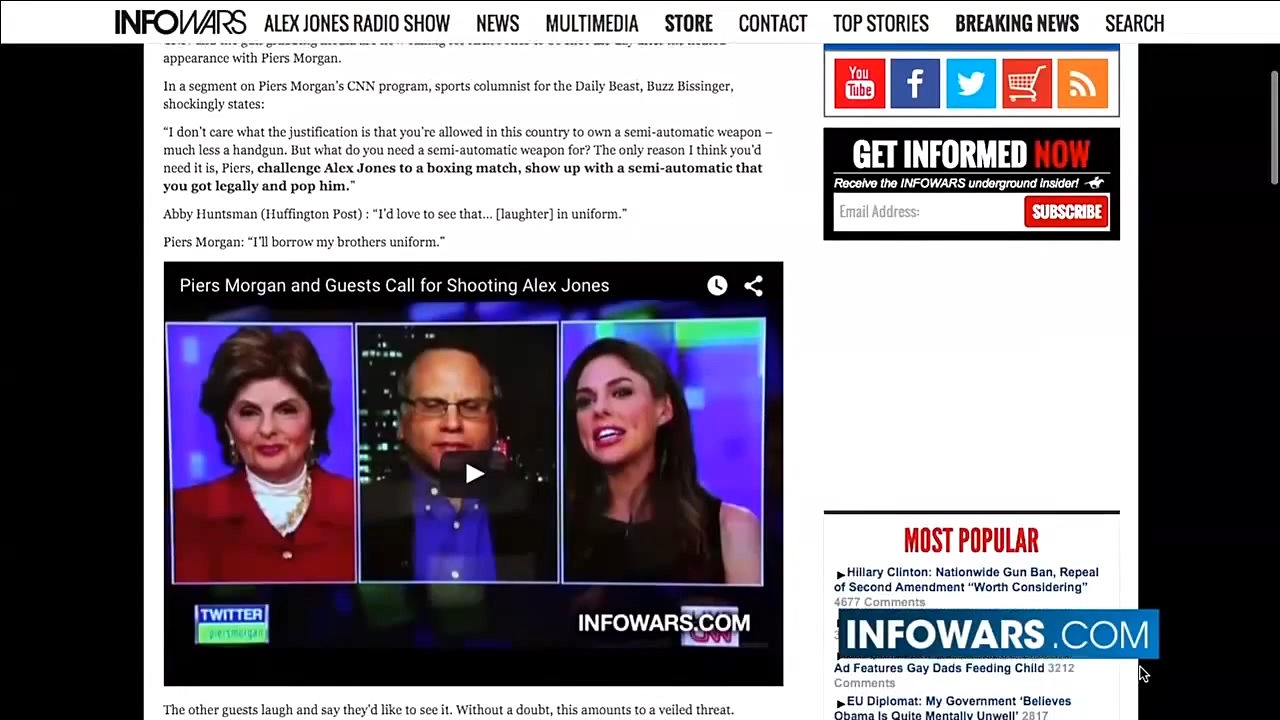 INFOWARS ALEX JONES RADIO SHOW NEWS MULTIMEDIA STORE CONTACT TOP STORIES BREAKING NEWS SEARCH
appearance with Piers Morgan.
In a segment on Piers Morgan's CNN program, sports columnist for the Daily Beast, Buzz Bissinger,
shockingly states:
“I don’t care what the justification is that you’re allowed in this country to own a semi-automatic weapon –
much less a handgun. But what do you need a semi-automatic weapon for? The only reason I think you’d
need it is, Piers, challenge Alex Jones to a boxing match, show up with a semi-automatic that
you got legally and pop him.”
Abby Huntsman (Huffington Post) : “I’d love to see that… [laughter] in uniform.”
Piers Morgan: “I’ll borrow my brothers uniform.”
Piers Morgan and Guests Call for Shooting Alex Jones
TWITTER
piersmorgan
INFOWARS.COM
CNN
The other guests laugh and say they’d like to see it. Without a doubt, this amounts to a veiled threat.
You
Tube
GET INFORMED NOW
Receive the INFOWARS underground Insider!
Email Address:
SUBSCRIBE
MOST POPULAR
Hillary Clinton: Nationwide Gun Ban, Repeal
of Second Amendment “Worth Considering”
4677 Comments
INFOWARS.COM
Ad Features Gay Dads Feeding Child 3212
Comments
EU Diplomat: My Government ‘Believes
Obama Is Quite Mentally Unwell’ 2817